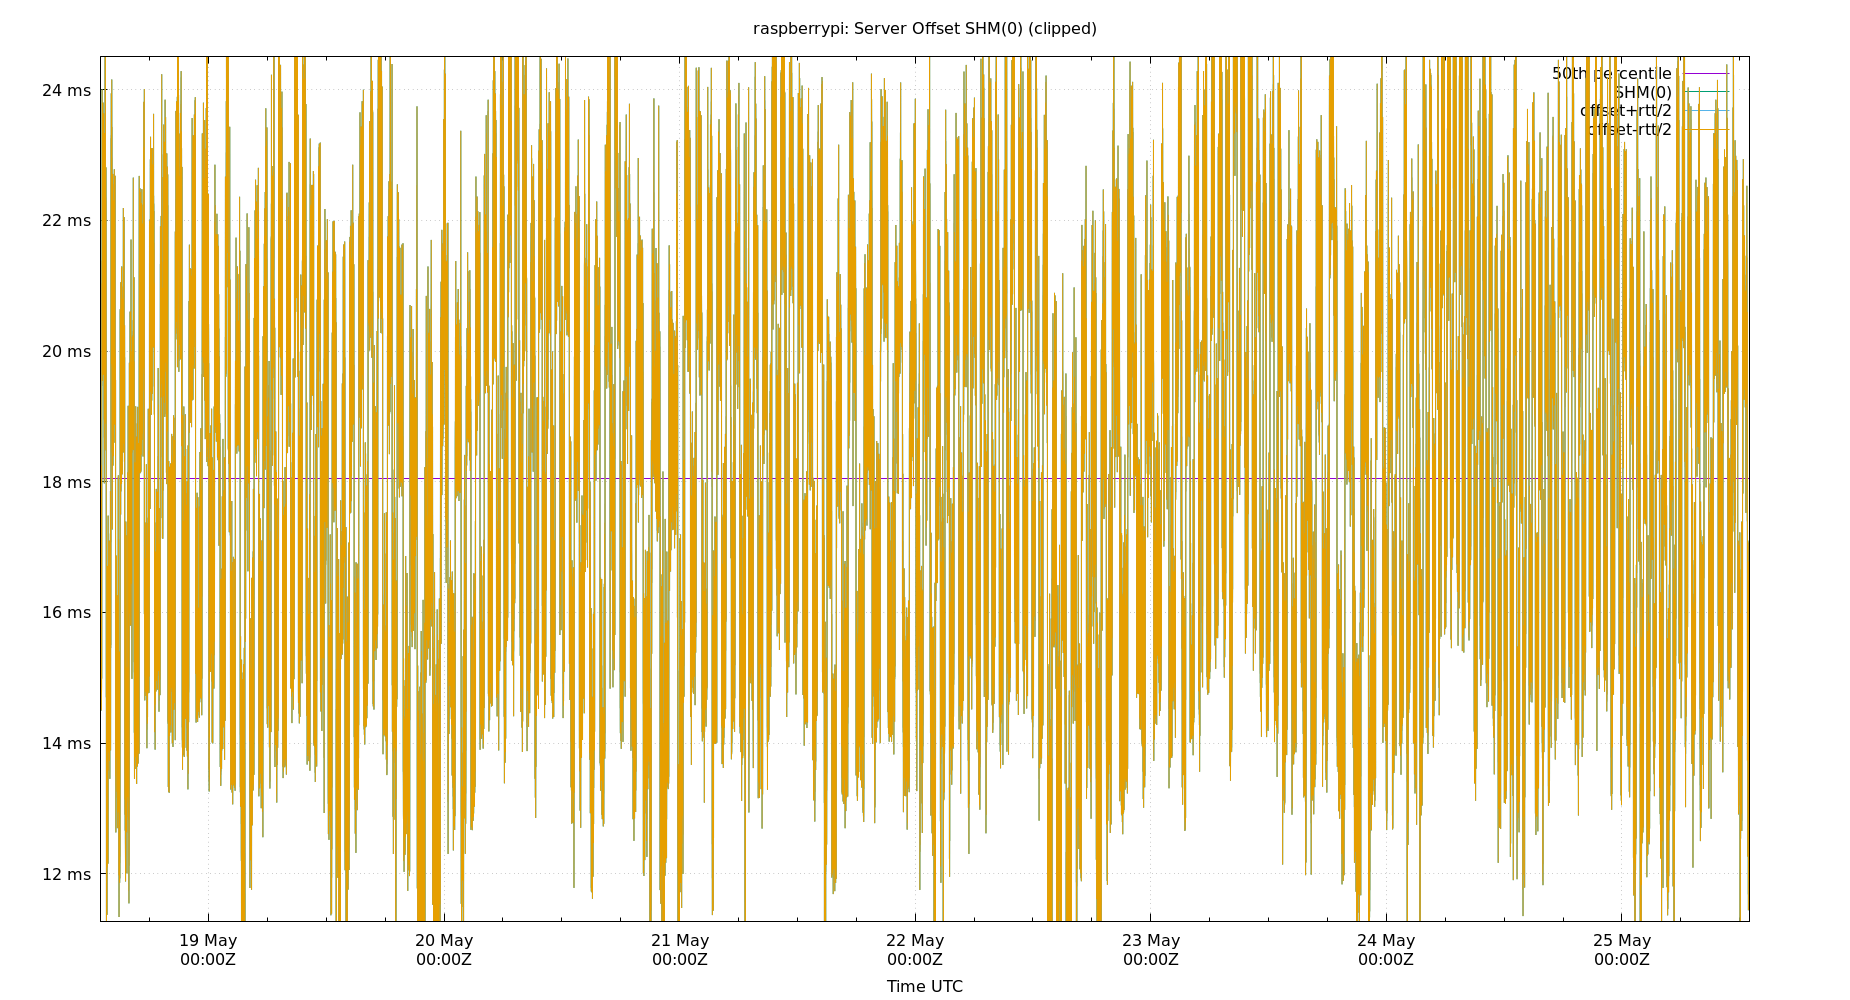 raspberrypi: Server Offset SHM(0) (clipped)
50th percentile
SHM(0)
offset+rtt/2
offset-rtt/2
24 ms
22 ms
20 ms
18 ms
16 ms
14 ms
12 ms
19 May 20 May 21 May 22 May 23 May 24 May 25 May
00:00Z 00:00Z 00:00Z 00:00Z 00:00Z 00:00Z 00:00Z
Time UTC